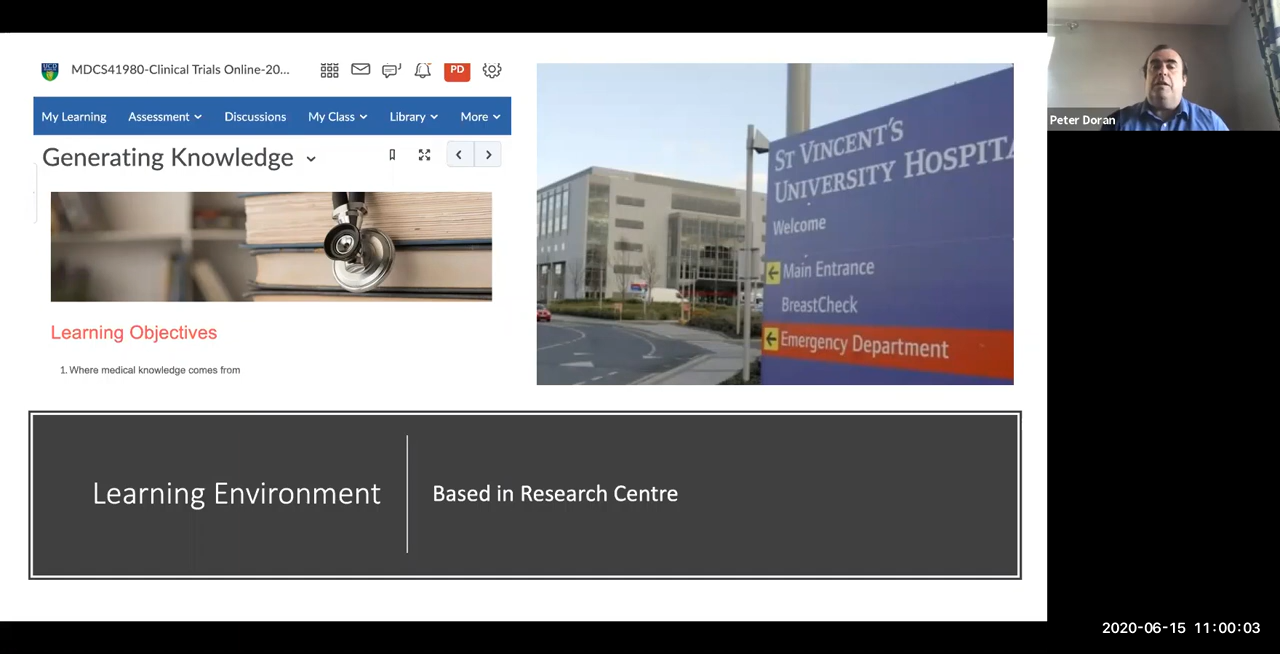 UCD
MDCS41980-Clinical Trials Online-20...
PD
My Learning Assessment Discussions My Class Library More
Generating Knowledge
Learning Objectives
1. Where medical knowledge comes from
ST VINCENT'S
UNIVERSITY HOSPITA
Welcome
Main Entrance
BreastCheck
Emergency Department
Learning Environment
Based in Research Centre
Peter Doran
2020-06-15 11:00:03